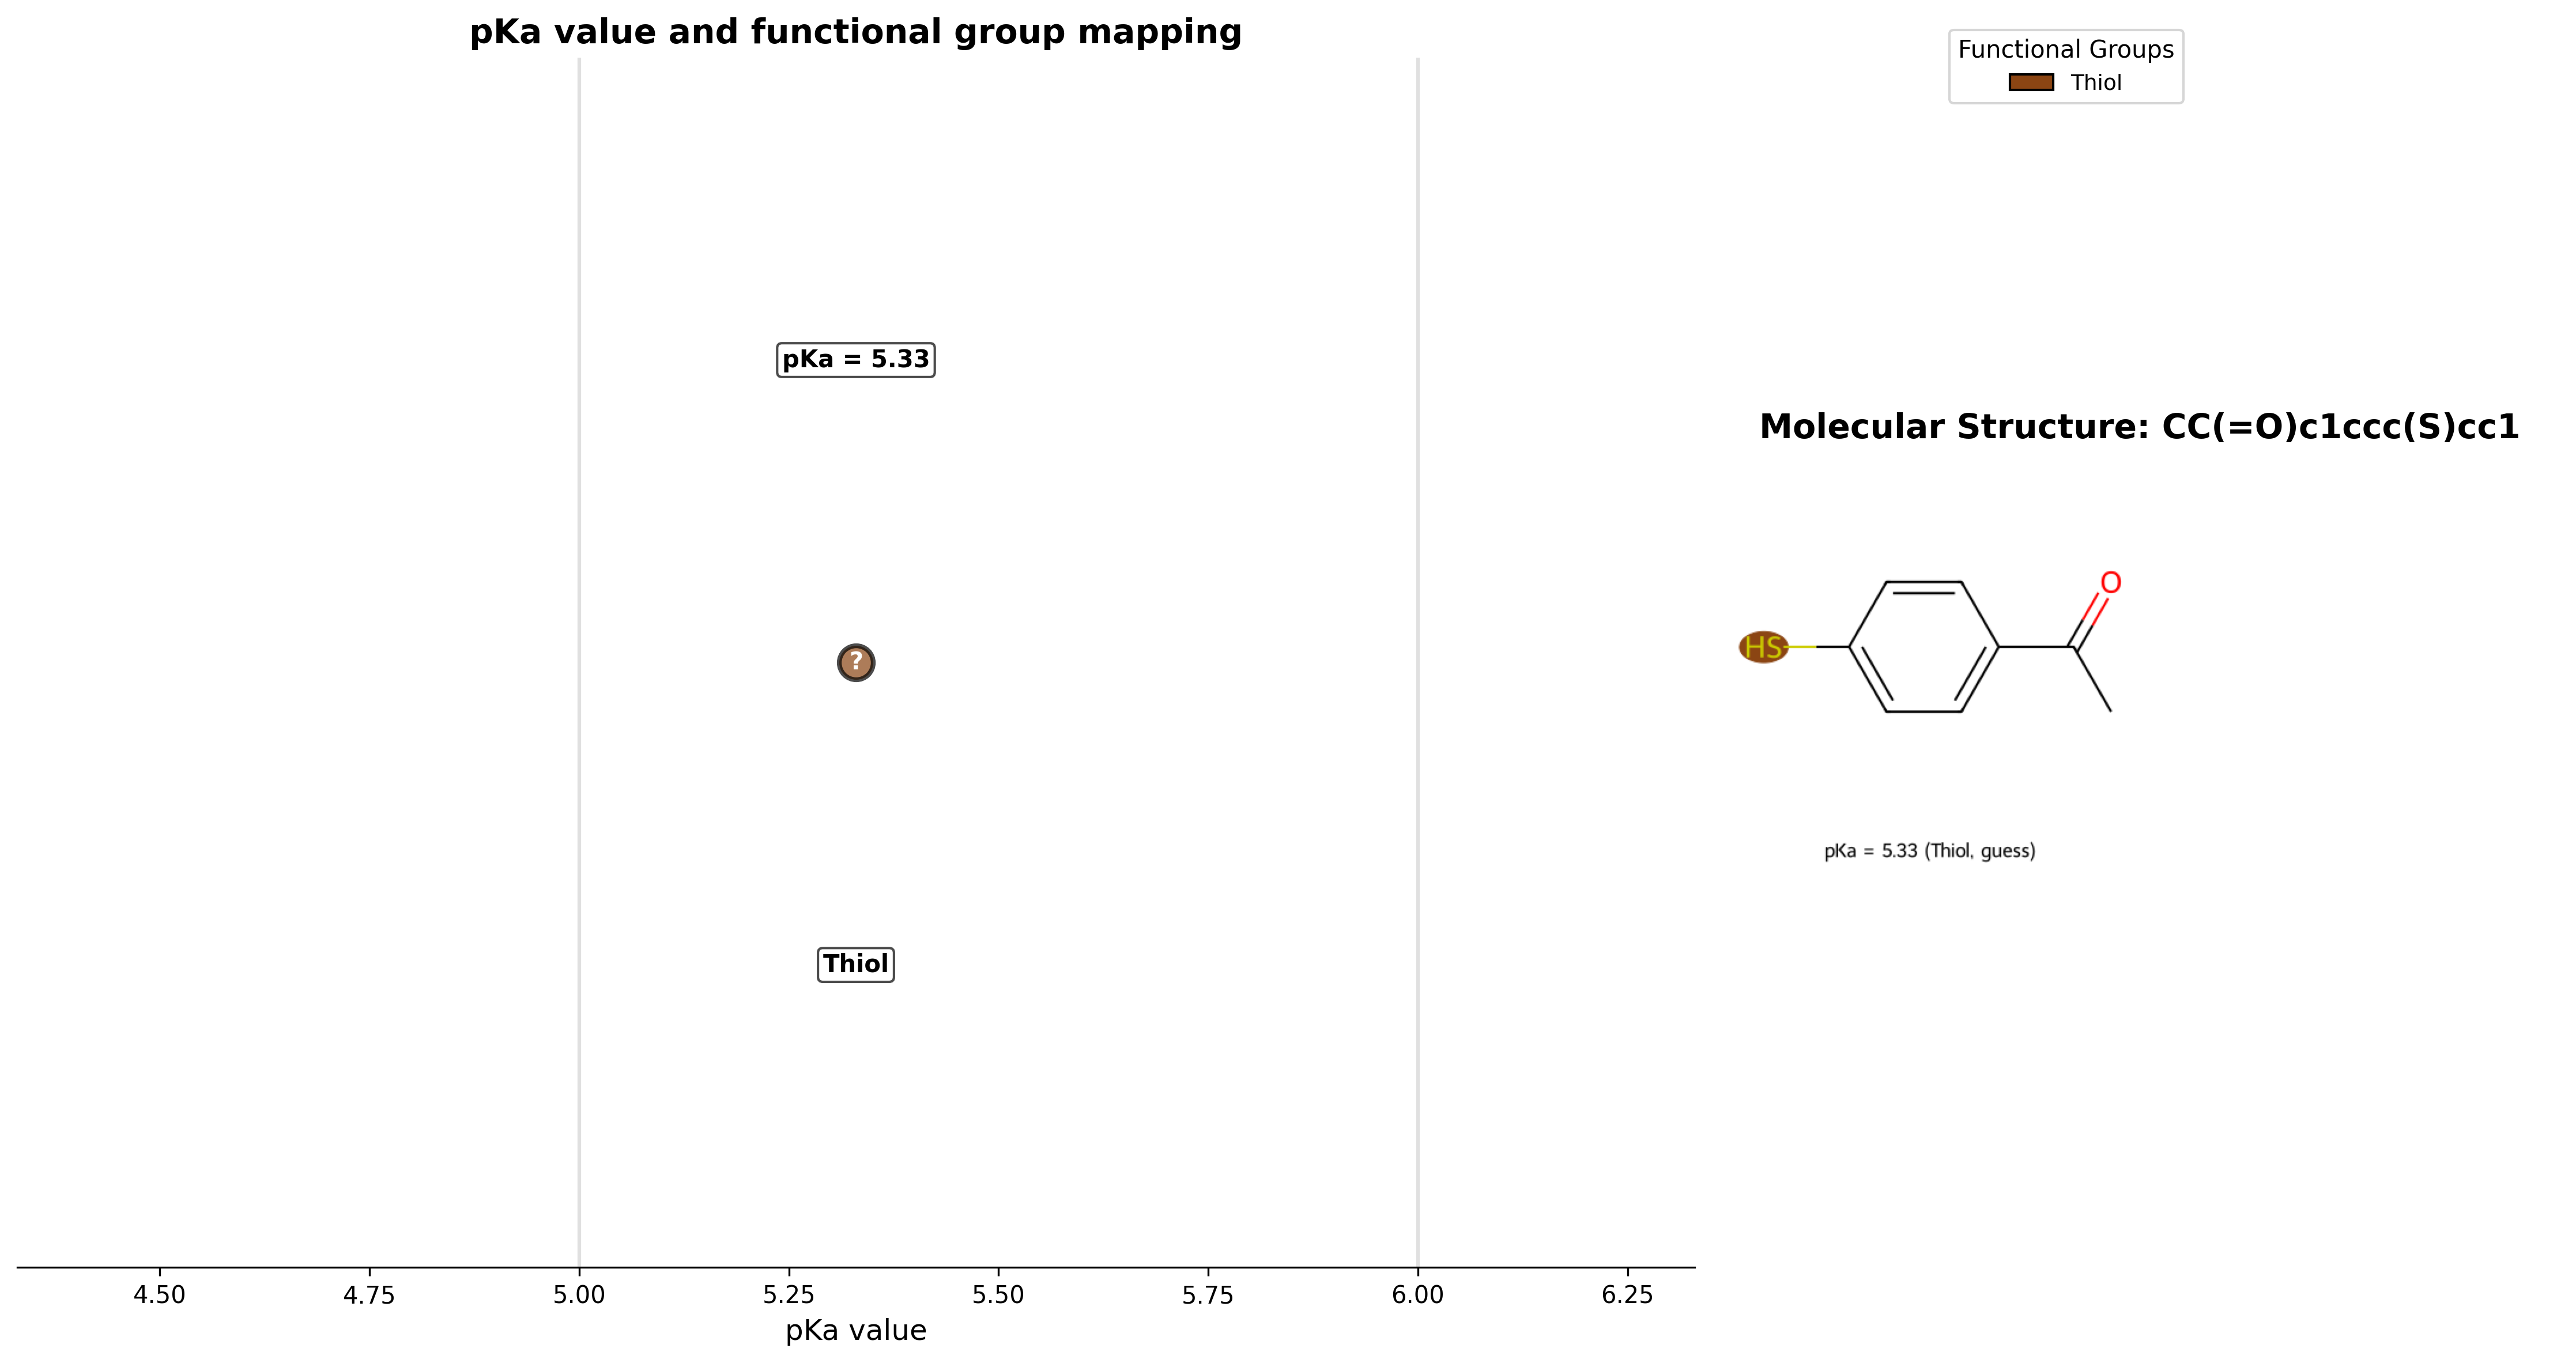 pKa value and functional group mapping
Functional Groups
Thiol
pKa = 5.33
Molecular Structure: CC(=O)c1ccc(S)cc1
O
HS
?
pKa = 5.33 (Thiol, guess)
Thiol
4.50 4.75 5.00 5.25 5.50 5.75 6.00 6.25
pKa value